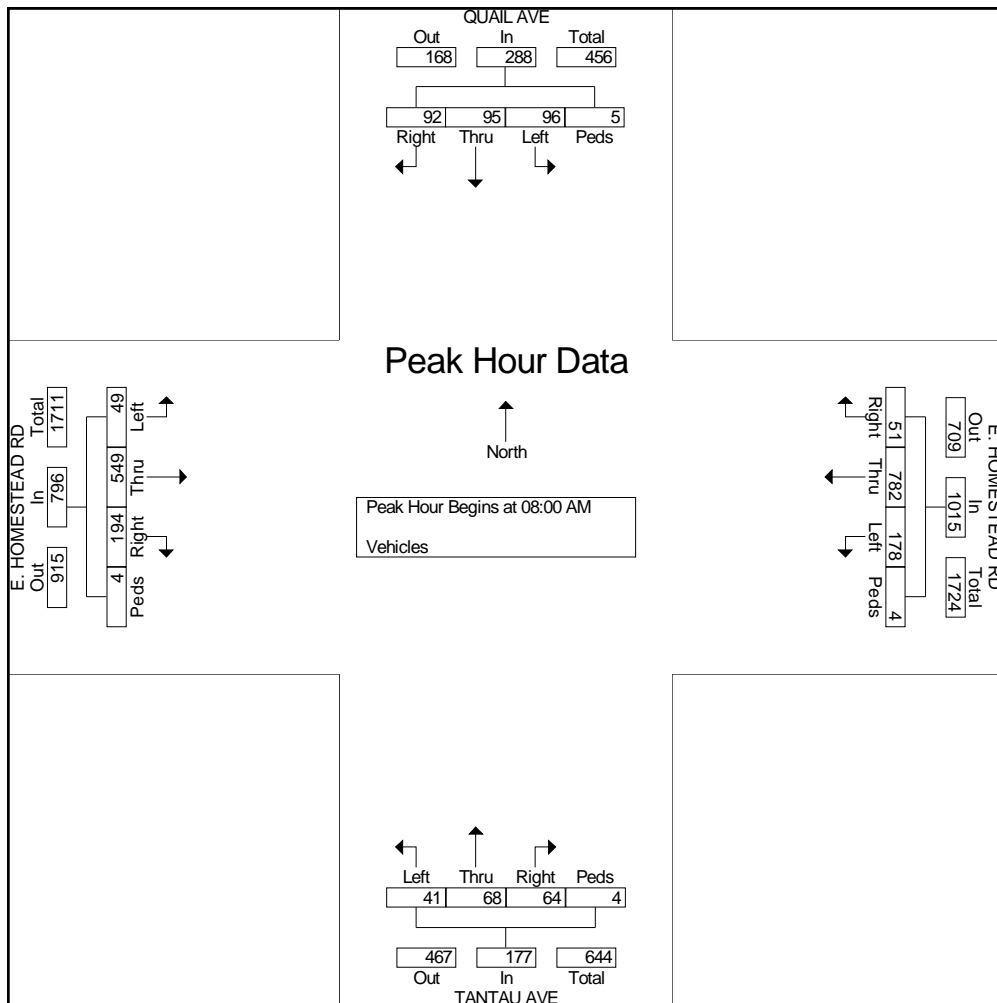 QUAIL AVE
Out In Total
168 288 456
92 95 96 5
Right Thru Left Peds
Peak Hour Data
North
Peak Hour Begins at 08:00 AM
Vehicles
E. HOMESTEAD RD
Out In Total
915 796 1711
Left Thru Right Peds
49 549 194 4
E. HOMESTEAD RD
Out In Total
709 1015 1724
51 782 178 4
Right Thru Left Peds
Left Thru Right Peds
41 68 64 4
467 177 644
Out In Total
TANTAU AVE